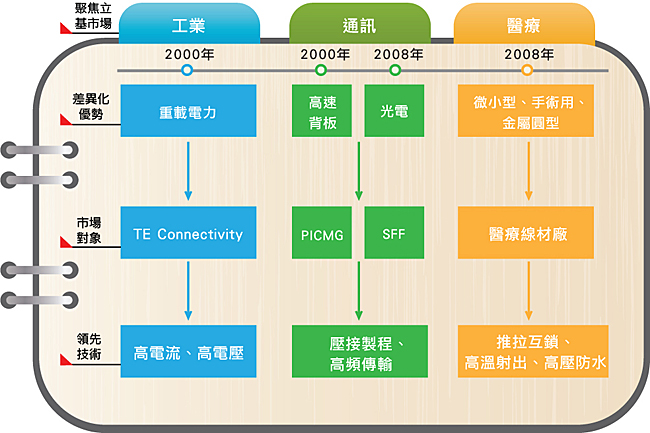 聚焦立
基市場
工業
通訊
醫療
2000年
2000年
2008年
2008年
差異化
優勢
重載電力
高速
背板
光電
微小型、手術用、
金屬圓型
市場
對象
TE Connectivity
PICMG
SFF
醫療線材廠
領先
技術
高電流、高電壓
壓接製程、
高頻傳輸
推拉互鎖、
高溫射出、高壓防水